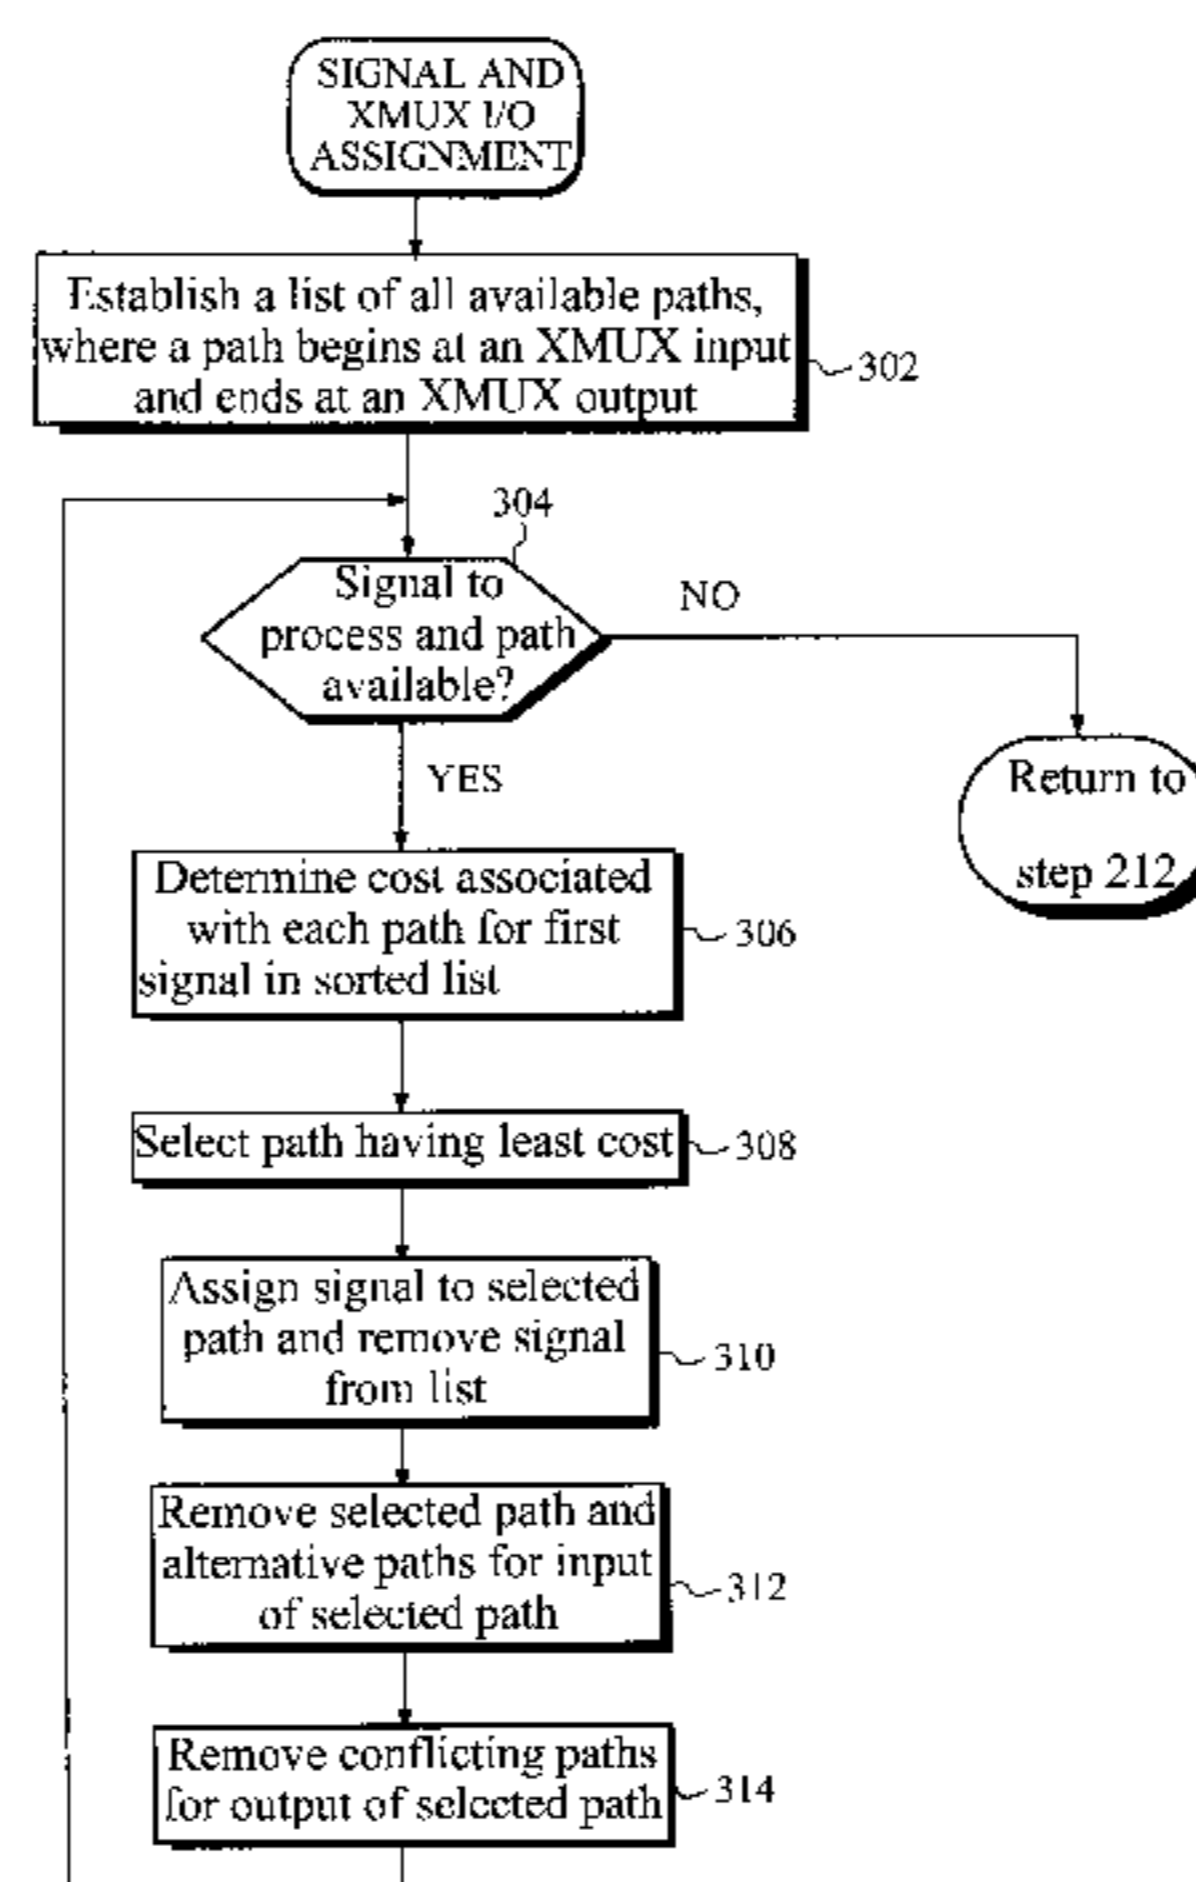 SIGNAL AND
XMUX I/O
ASSIGNMENT
Establish a list of all available paths,
where a path begins at an XMUX input
and ends at an XMUX output
302
304
Signal to
process and path
available?
NO
YES
Return to
step 212
Determine cost associated
with each path for first
signal in sorted list
306
Select path having least cost
308
Assign signal to selected
path and remove signal
from list
310
Remove selected path and
alternative paths for input
of selected path
312
Remove conflicting paths
for output of selected path
314